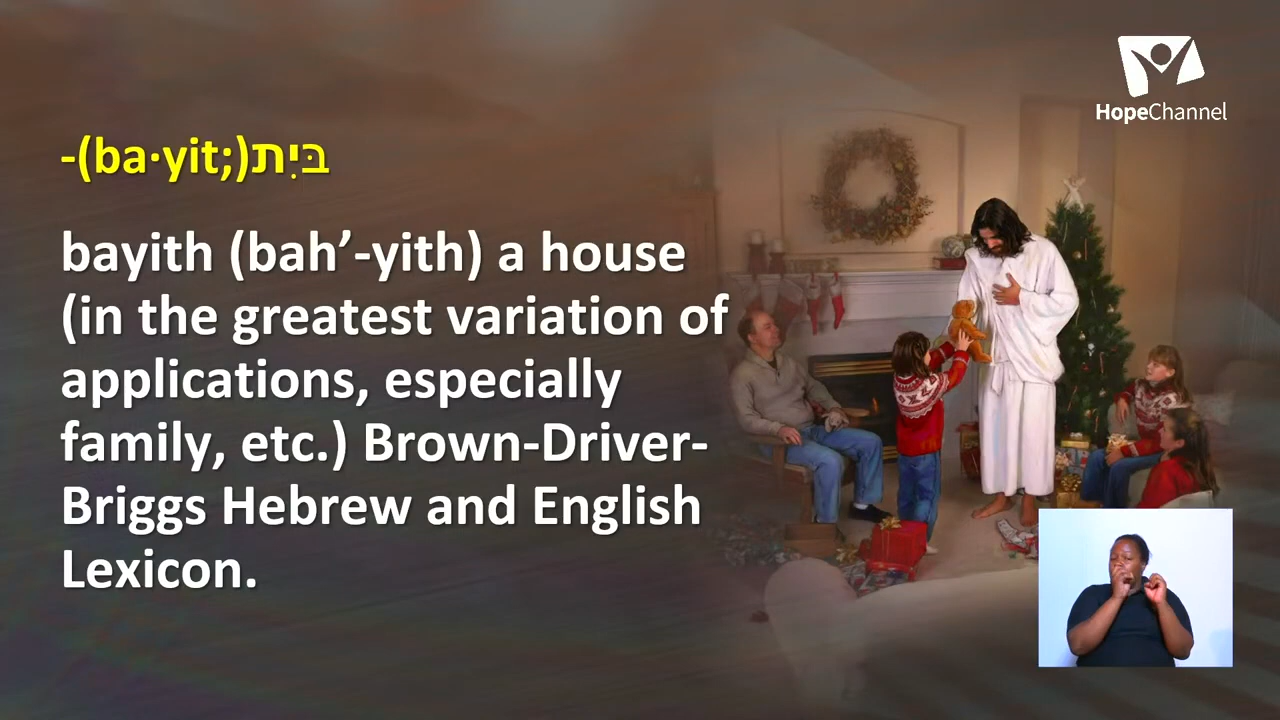 HopeChannel
-(ba·yit;)בַּיִת
bayith (bah’-yith) a house
(in the greatest variation of
applications, especially
family, etc.) Brown-Driver-
Briggs Hebrew and English
Lexicon.